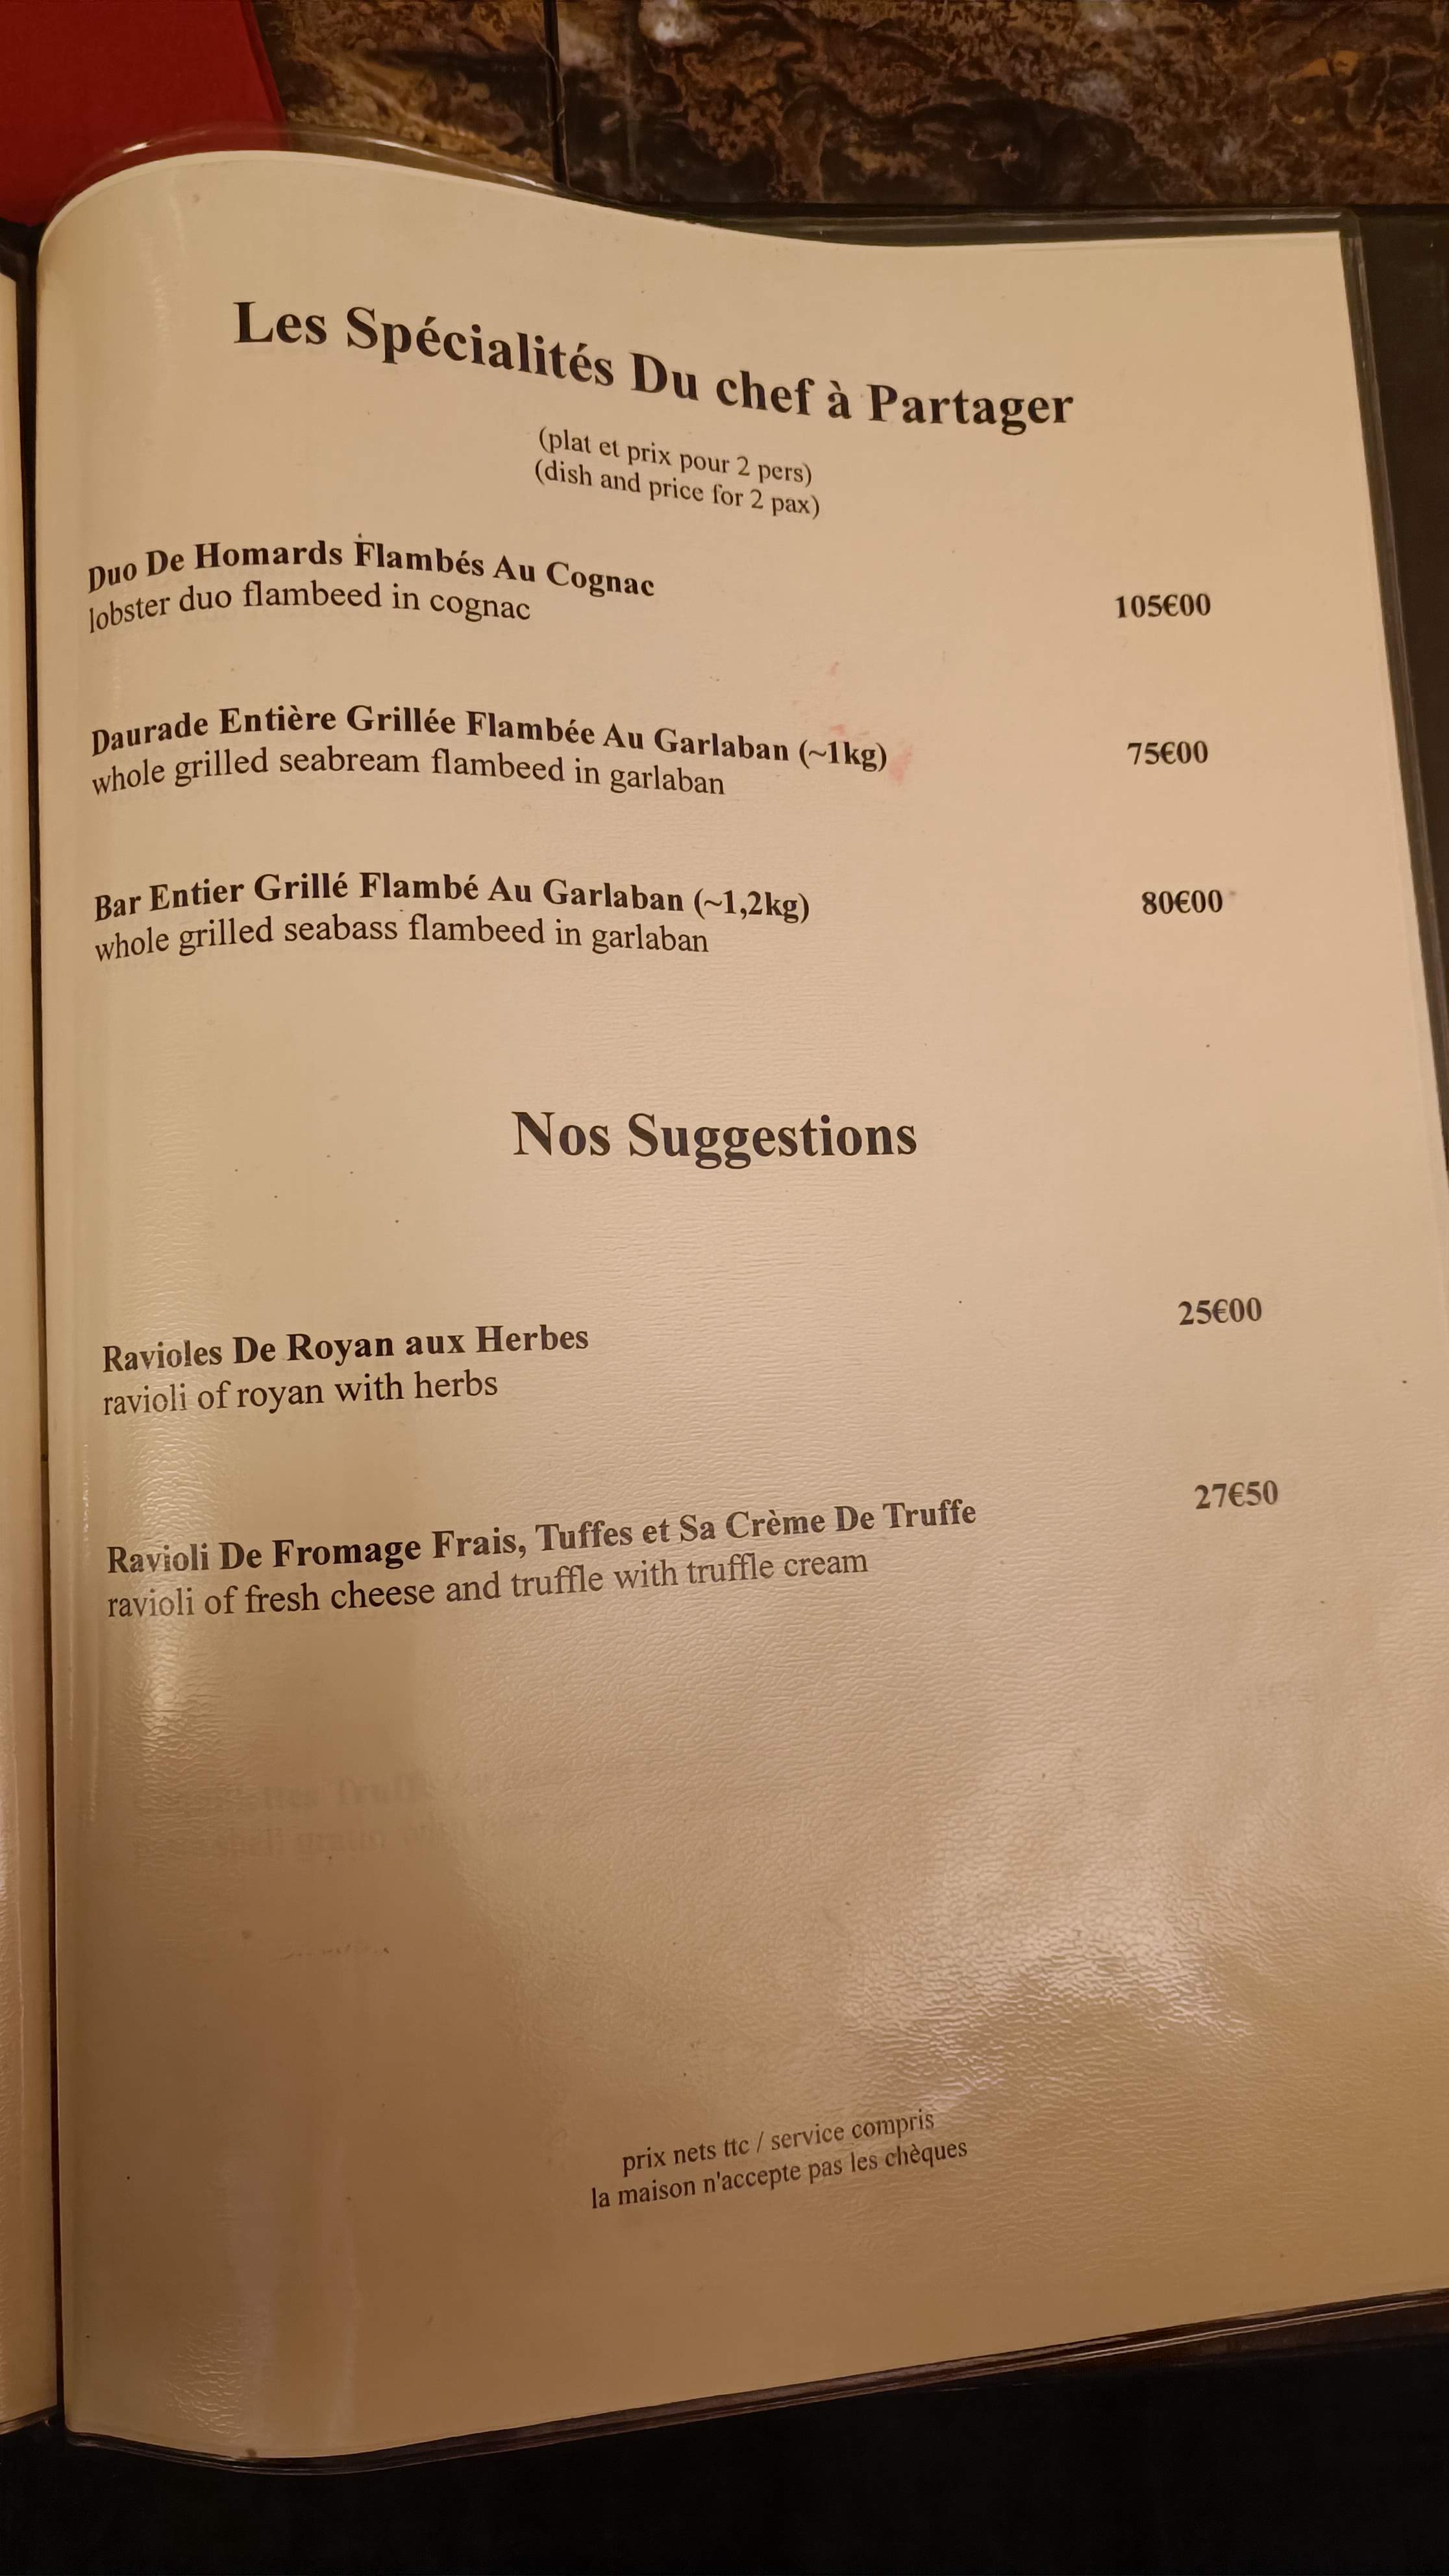 Les Spécialités Du chef à Partager
(plat et prix pour 2 pers)
(dish and price for 2 pax)
Duo De Homards Flambés Au Cognac
lobster duo flambeed in cognac
105€00
Daurade Entière Grillée Flambée Au Garlaban (~1kg)
whole grilled seabream flambeed in garlaban
75€00
Bar Entier Grillé Flambé Au Garlaban (~1,2kg)
whole grilled seabass flambeed in garlaban
80€00
Nos Suggestions
25€00
Ravioles De Royan aux Herbes
ravioli of royan with herbs
27€50
Ravioli De Fromage Frais, Tuffes et Sa Crème De Truffe
ravioli of fresh cheese and truffle with truffle cream
prix nets ttc / service compris
la maison n'accepte pas les chèques